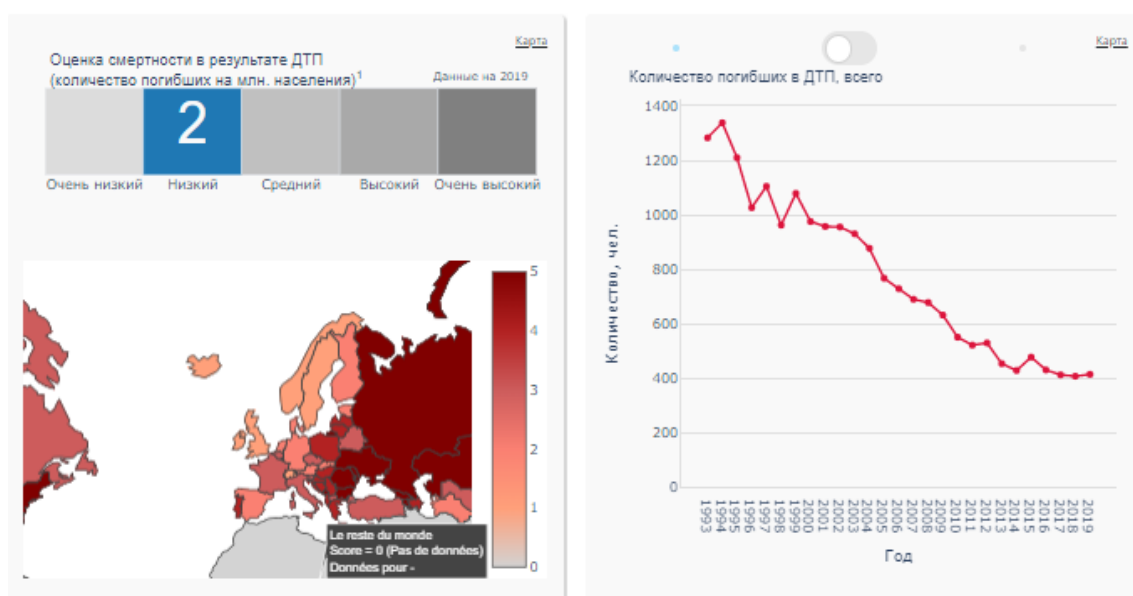 Карта
Оценка смертности в результате ДТП
(количество погибших на млн. населения)¹
Данные на 2019
2
Очень низкий Низкий Средний Высокий Очень высокий
5
4
3
2
1
0
Le reste du monde
Score = 0 (Pas de données)
Données pour -
Карта
Количество погибших в ДТП, всего
1400
1200
1000
800
600
400
200
0
Количество, чел.
1993 1994 1995 1996 1997 1998 1999 2000 2001 2002 2003 2004 2005 2006 2007 2008 2009 2010 2011 2012 2013 2014 2015 2016 2017 2018 2019
Год